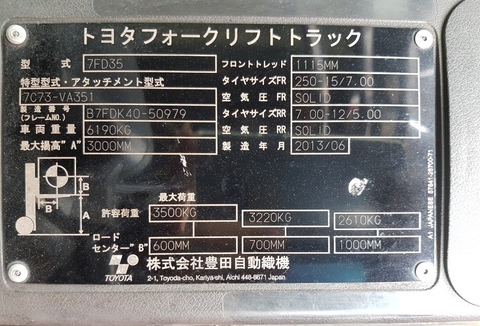 トヨタフォークリフトトラック
型式 7FD35 フロントトレッド 1115MM
特型型式・アタッチメント型式 タイヤサイズFR 250-15/7.00
7C73-VA351 空気圧FR SOLID
製造番号 (フレームNO.) B7FDK40-50979 タイヤサイズRR 7.00-12/5.00
車両重量 6190KG 空気圧RR SOLID
最大揚高"A" 3000MM 製造年月 2013/06
最大荷重
許容荷重 3500KG 3220KG 2610KG
ロードセンター"B" 600MM 700MM 1000MM
B
B
A
TOYOTA 株式会社豊田自動織機
2-1, Toyoda-cho, Kariya-shi, Aichi 448-8671 Japan